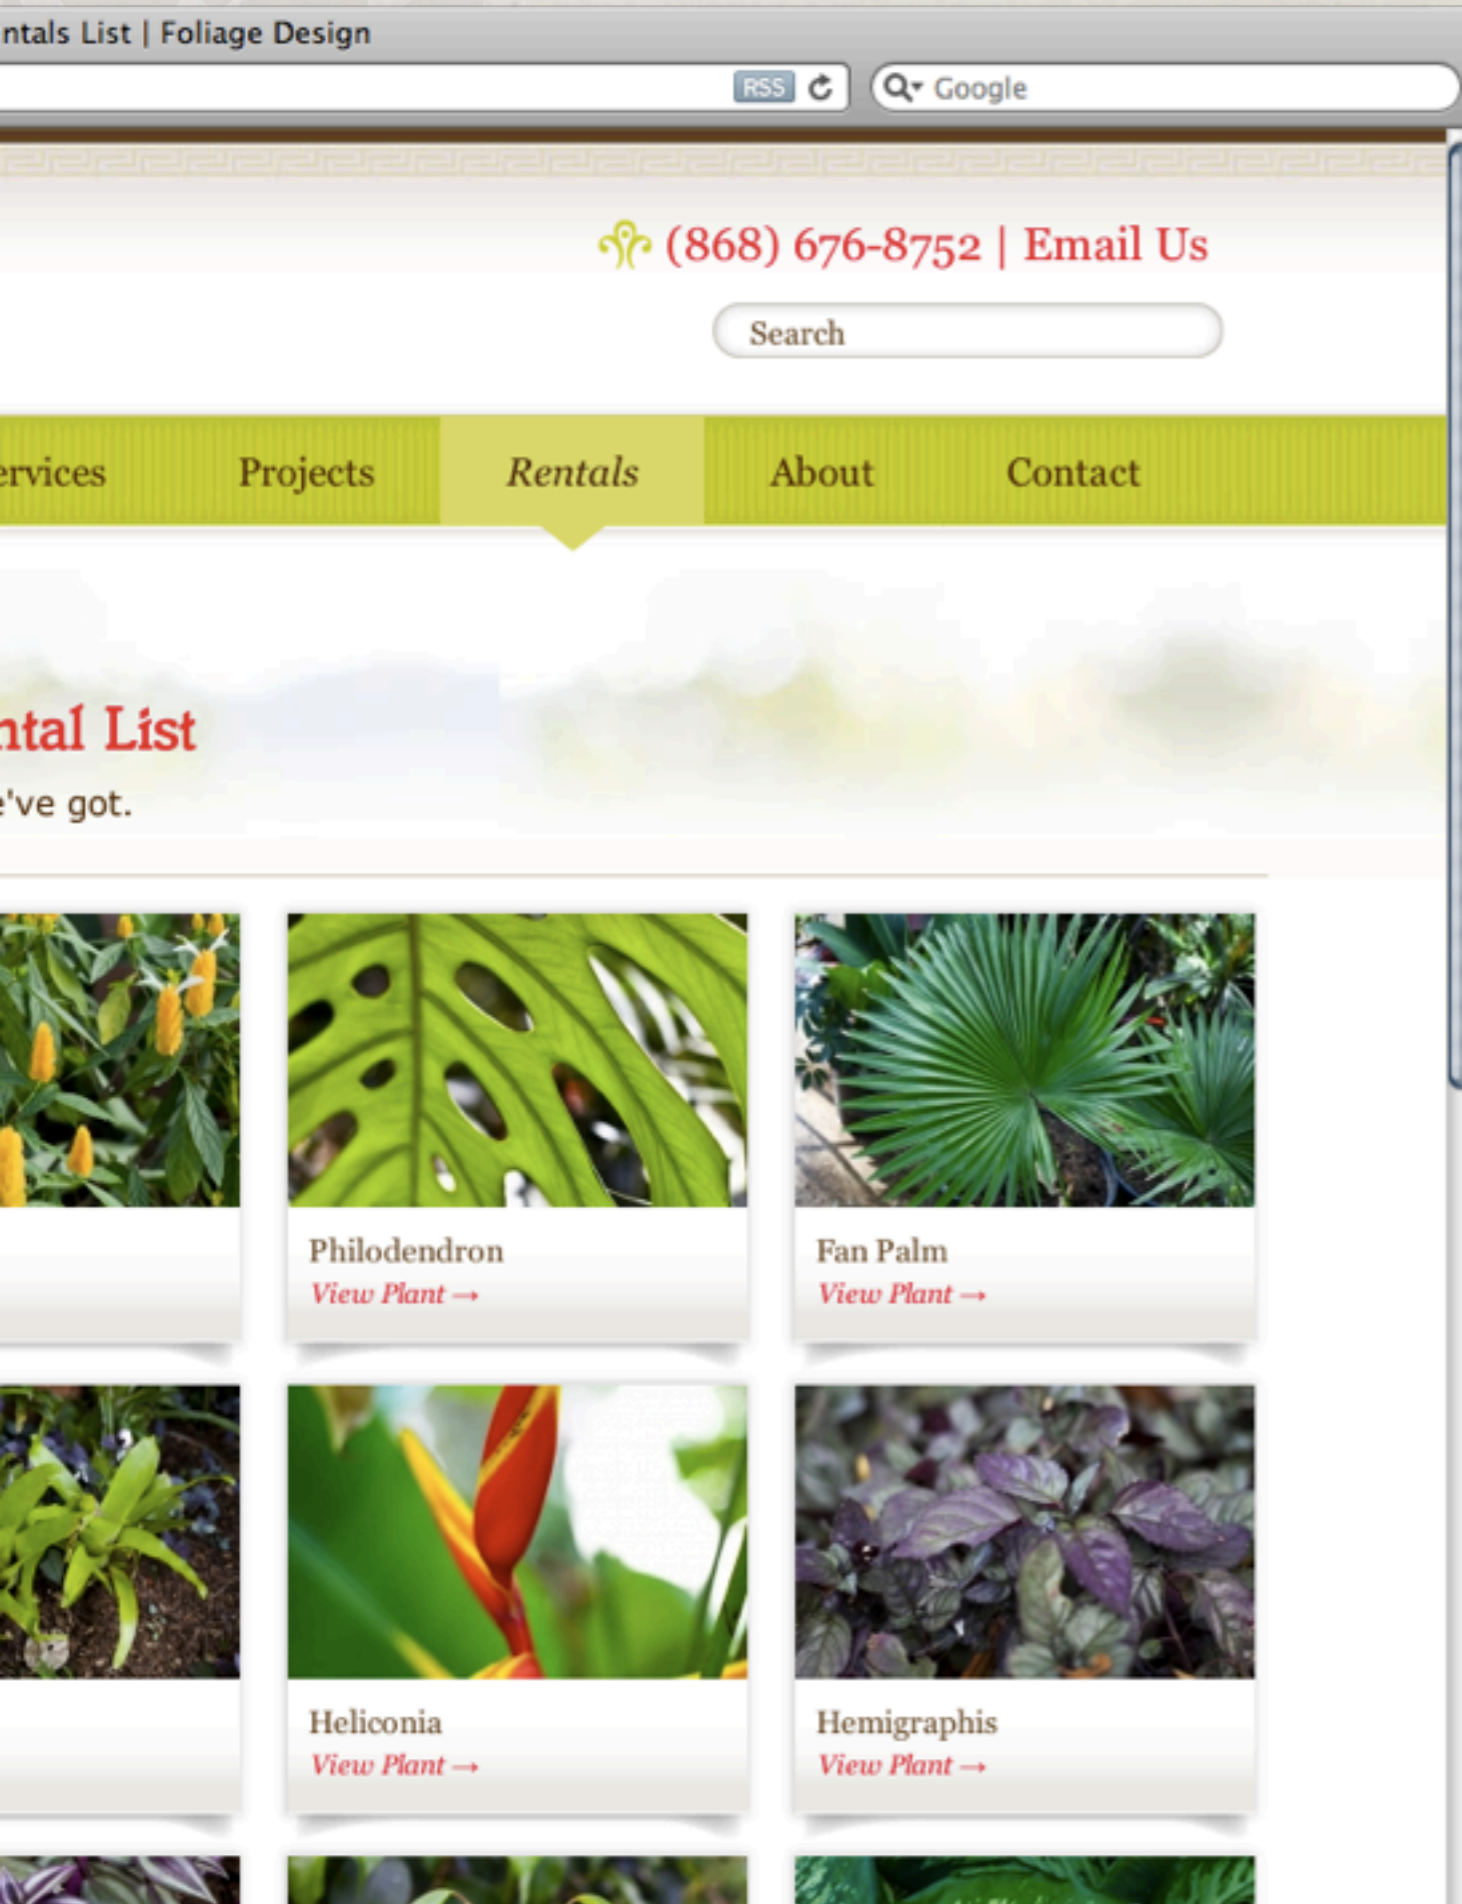 ntals List | Foliage Design
RSS
Google
(868) 676-8752 | Email Us
Search
ervices Projects Rentals About Contact
ntal List
e've got.
Philodendron
View Plant →
Fan Palm
View Plant →
Heliconia
View Plant →
Hemigraphis
View Plant →